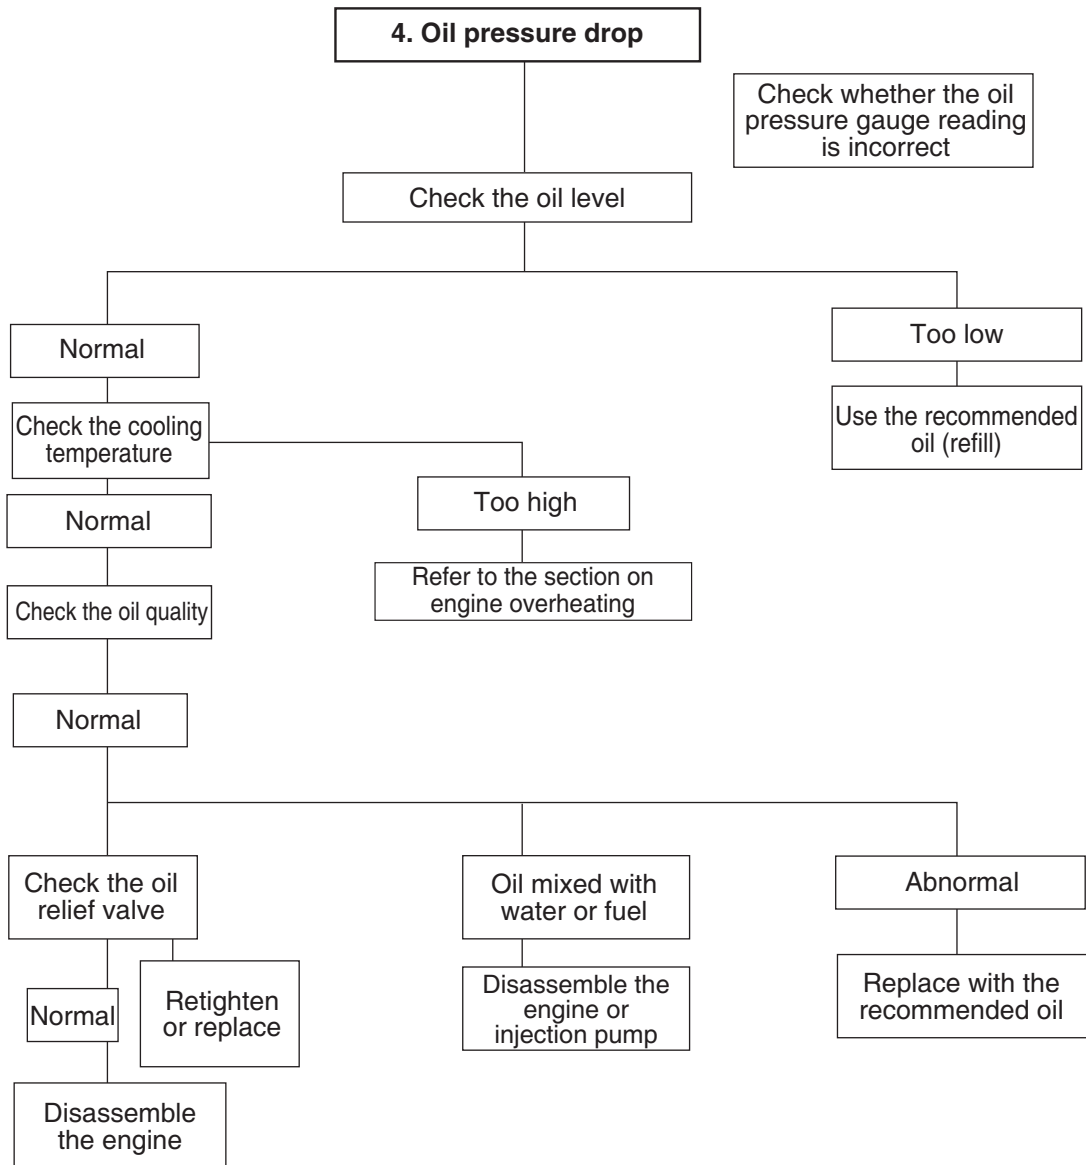 4. Oil pressure drop
Check whether the oil
pressure gauge reading
is incorrect
Check the oil level
Normal
Too low
Check the cooling
temperature
Use the recommended
oil (refill)
Too high
Normal
Refer to the section on
engine overheating
Check the oil quality
Normal
Check the oil
relief valve
Oil mixed with
water or fuel
Abnormal
Normal
Retighten
or replace
Disassemble the
engine or
injection pump
Replace with the
recommended oil
Disassemble
the engine